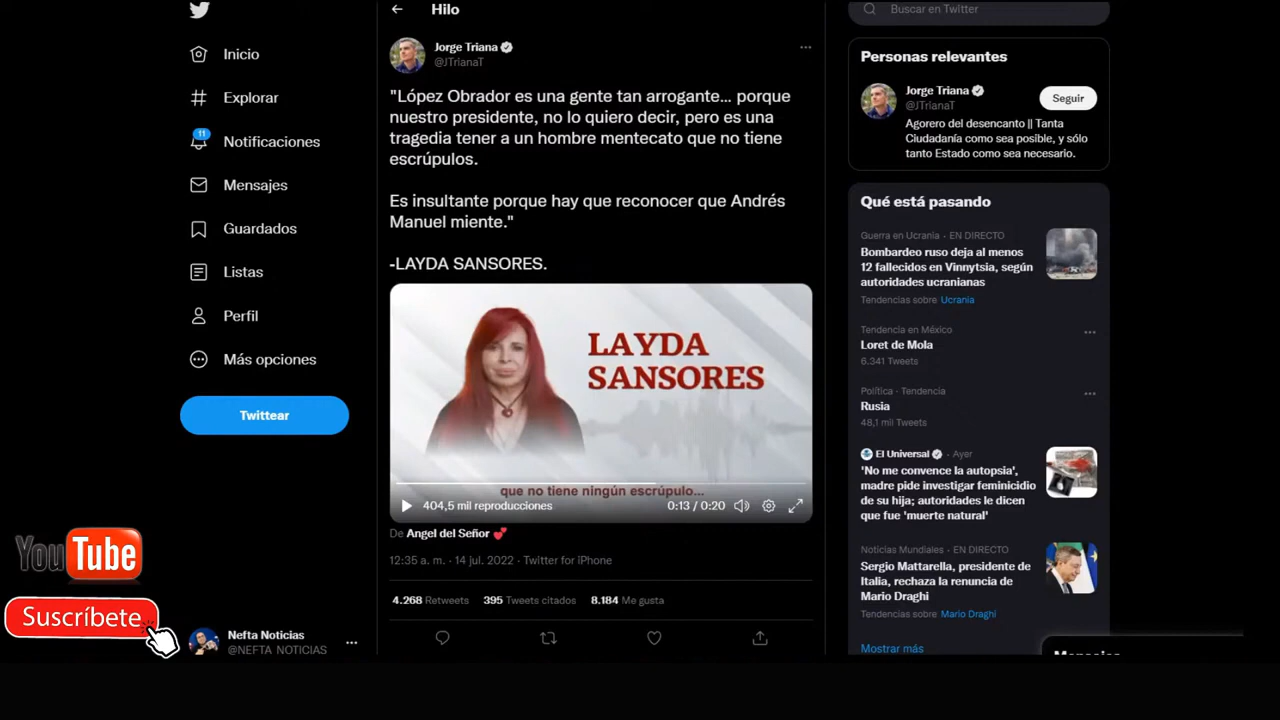 Hilo
Buscar en Twitter
Inicio
Explorar
11
Notificaciones
Mensajes
Guardados
Listas
Perfil
Más opciones
Twittear
Jorge Triana
@JTrianaT
"López Obrador es una gente tan arrogante... porque
nuestro presidente, no lo quiero decir, pero es una
tragedia tener a un hombre mentecato que no tiene
escrúpulos.
Es insultante porque hay que reconocer que Andrés
Manuel miente."
-LAYDA SANSORES.
LAYDA
SANSORES
que no tiene ningún escrúpulo...
404,5 mil reproducciones
0:13 / 0:20
De Angel del Señor 💕
12:35 a. m. · 14 jul. 2022 · Twitter for iPhone
4.268 Retweets 395 Tweets citados 8.184 Me gusta
Personas relevantes
Jorge Triana
@JTrianaT
Seguir
Agorero del desencanto || Tanta
Ciudadanía como sea posible, y sólo
tanto Estado como sea necesario.
Qué está pasando
Guerra en Ucrania · EN DIRECTO
Bombardeo ruso deja al menos
12 fallecidos en Vinnytsia, según
autoridades ucranianas
Tendencias sobre Ucrania
Tendencia en México
Loret de Mola
6.341 Tweets
Política · Tendencia
Rusia
48,1 mil Tweets
El Universal · Ayer
'No me convence la autopsia',
madre pide investigar feminicidio
de su hija; autoridades le dicen
que fue 'muerte natural'
Noticias Mundiales · EN DIRECTO
Sergio Mattarella, presidente de
Italia, rechaza la renuncia de
Mario Draghi
Tendencias sobre Mario Draghi
Mostrar más
YouTube
Suscríbete
Nefta Noticias
@NEFTA_NOTICIAS